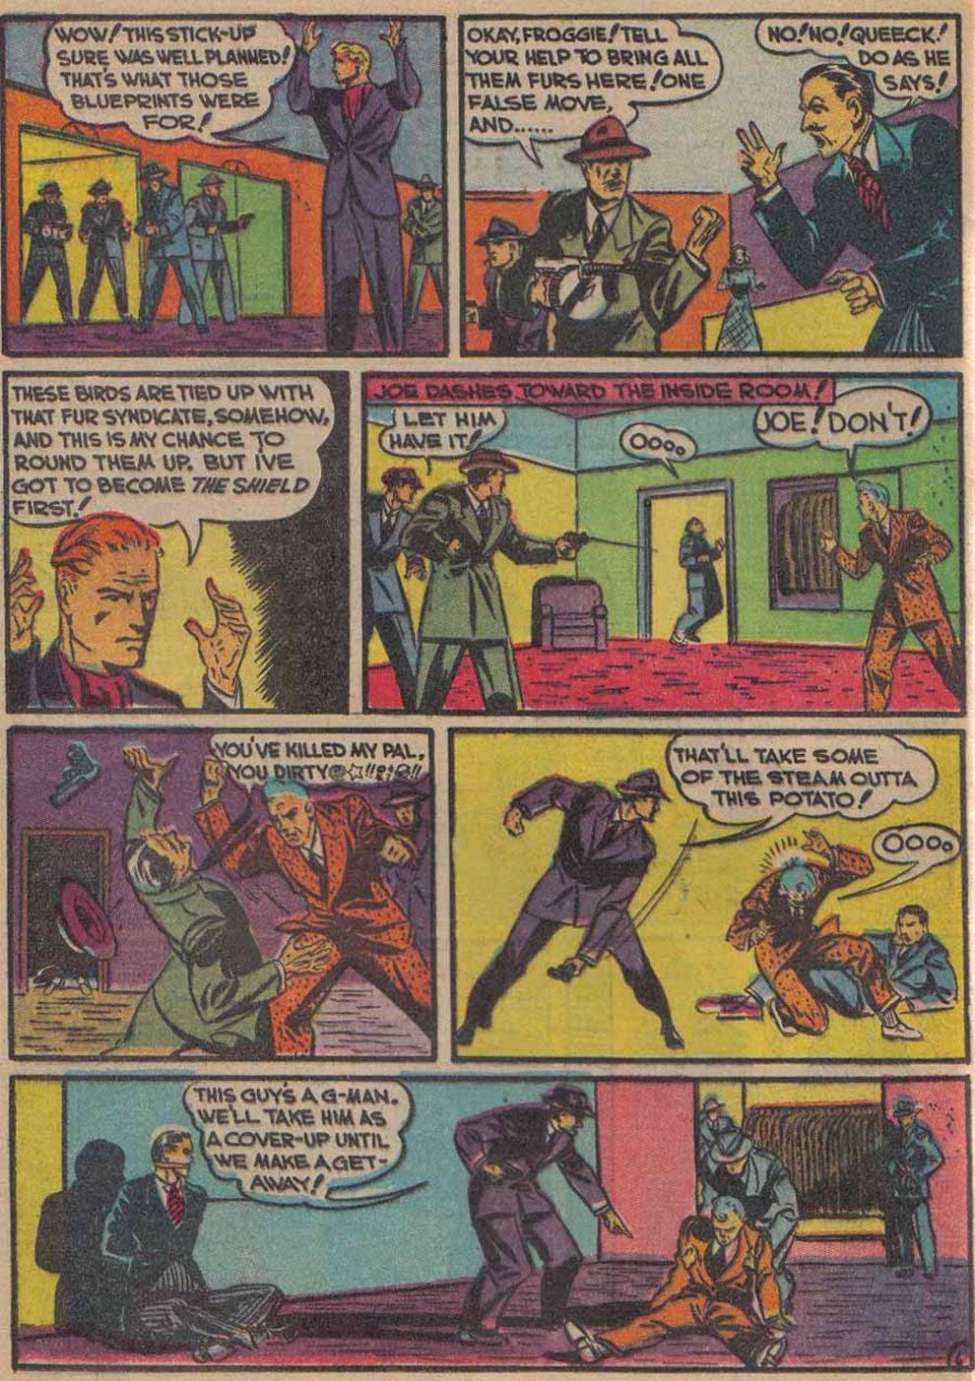 WOW! THIS STICK-UP
SURE WAS WELL PLANNED!
THAT'S WHAT THOSE
BLUEPRINTS WERE
FOR!
OKAY, FROGGIE! TELL
YOUR HELP TO BRING ALL
THEM FURS HERE! ONE
FALSE MOVE,
AND......
NO! NO! QUEECK!
DO AS HE
SAYS!
THESE BIRDS ARE TIED UP WITH
THAT FUR SYNDICATE, SOMEHOW,
AND THIS IS MY CHANCE TO
ROUND THEM UP. BUT I'VE
GOT TO BECOME THE SHIELD
FIRST!
JOE DASHES TOWARD THE INSIDE ROOM!
LET HIM
HAVE IT!
OOOO
JOE! DON'T!
YOU'VE KILLED MY PAL,
YOU DIRTY
THAT'LL TAKE SOME
OF THE STEAM OUTTA
THIS POTATO!
OOOO
THIS GUY'S A G-MAN.
WE'LL TAKE HIM AS
A COVER-UP UNTIL
WE MAKE A GET-
AWAY!